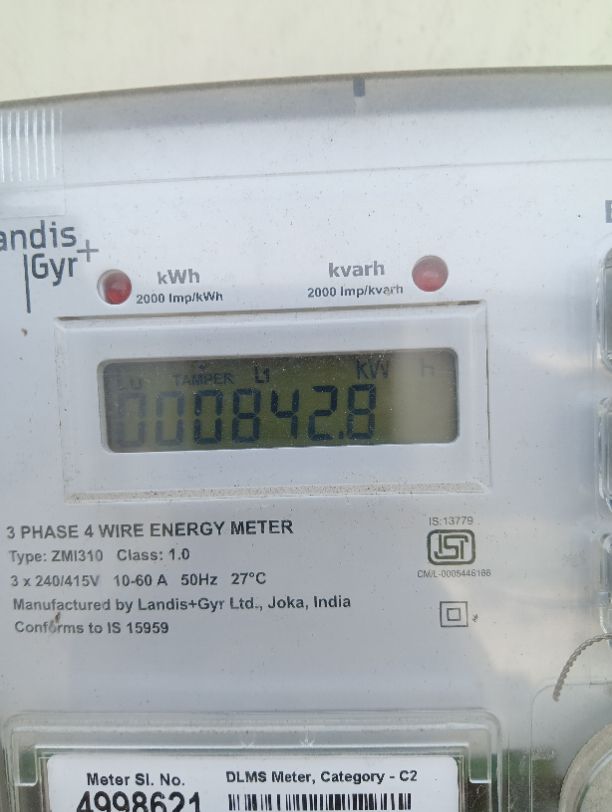 andis
Gyr+
kWh
2000 Imp/kWh
kvarh
2000 Imp/kvarh
TAMPER L1 kW h
000842.8
3 PHASE 4 WIRE ENERGY METER
Type: ZMI310 Class: 1.0
3 x 240/415V 10-60 A 50Hz 27°C
Manufactured by Landis+Gyr Ltd., Joka, India
Conforms to IS 15959
IS:13779
CM/L-0005446166
Meter Sl. No. DLMS Meter, Category - C2
4998621